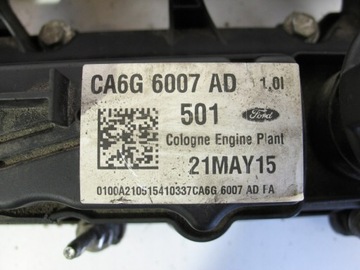 CA6G 6007 AD 1,0l
501 Ford
Cologne Engine Plant
21MAY15
0100A210515410337CA6G 6007 AD FA